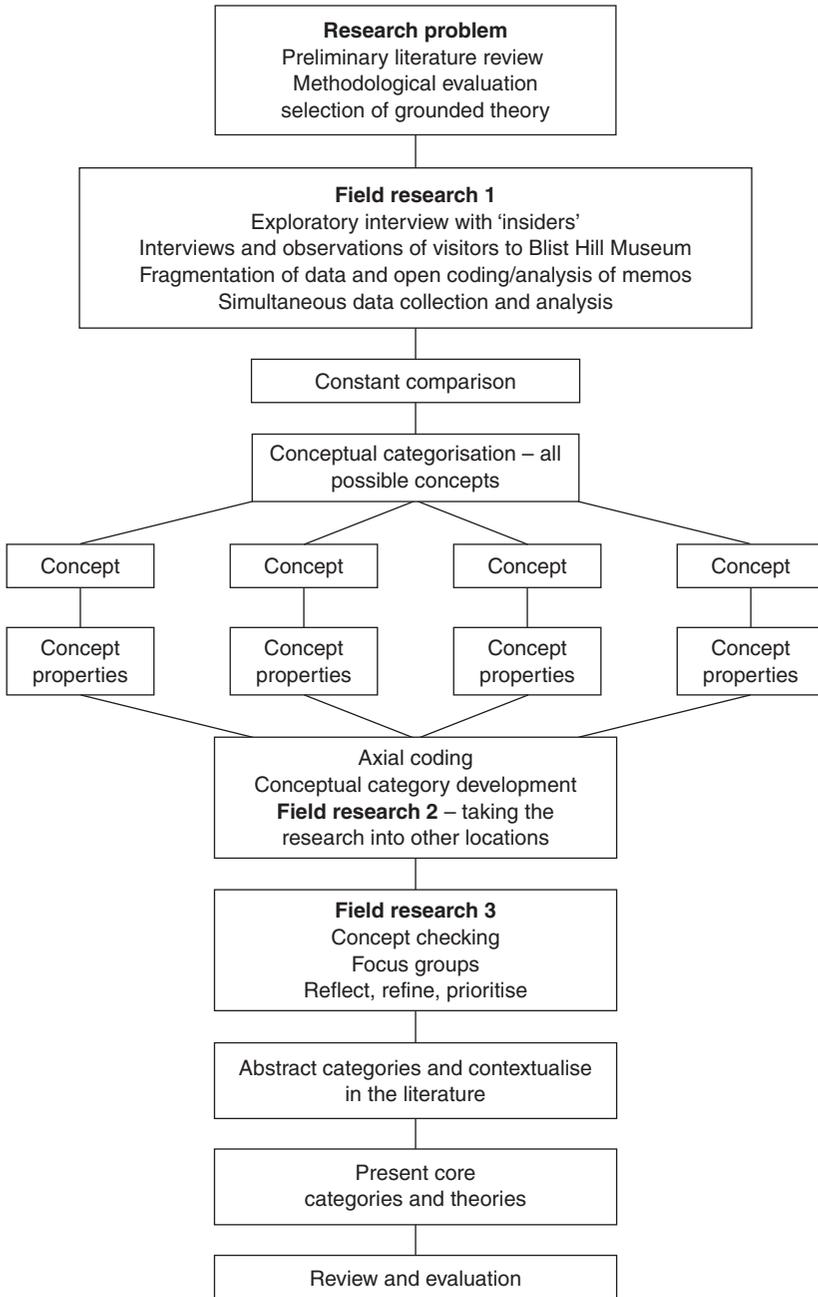 Research problem
Preliminary literature review
Methodological evaluation
selection of grounded theory
Field research 1
Exploratory interview with ‘insiders’
Interviews and observations of visitors to Blist Hill Museum
Fragmentation of data and open coding/analysis of memos
Simultaneous data collection and analysis
Constant comparison
Conceptual categorisation – all
possible concepts
Concept
Concept
Concept
Concept
Concept
properties
Concept
properties
Concept
properties
Concept
properties
Axial coding
Conceptual category development
Field research 2 – taking the
research into other locations
Field research 3
Concept checking
Focus groups
Reflect, refine, prioritise
Abstract categories and contextualise
in the literature
Present core
categories and theories
Review and evaluation